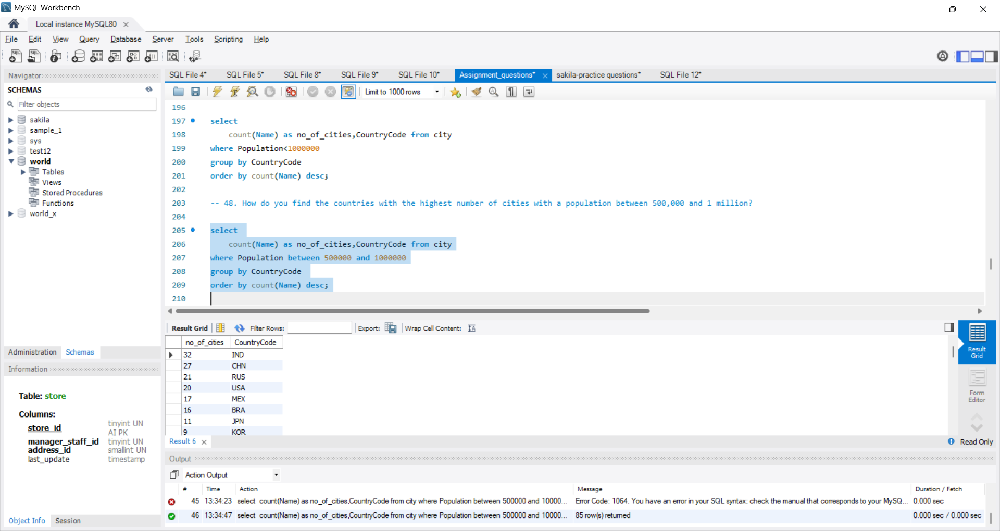 MySQL Workbench
Local instance MySQL80
File Edit View Query Database Server Tools Scripting Help
Navigator
SCHEMAS
Filter objects
sakila
sample_1
sys
test12
world
Tables
Views
Stored Procedures
Functions
world_x
Administration Schemas
Information
Table: store
Columns:
store_id tinyint UN AI PK
manager_staff_id tinyint UN
address_id smallint UN
last_update timestamp
Object Info Session
SQL File 4* SQL File 5* SQL File 8* SQL File 9* SQL File 10* Assignment_questions* sakila-practice questions* SQL File 12*
Limit to 1000 rows
196
197 select
198 count(Name) as no_of_cities,CountryCode from city
199 where Population<1000000
200 group by CountryCode
201 order by count(Name) desc;
202
203 -- 48. How do you find the countries with the highest number of cities with a population between 500,000 and 1 million?
204
205 select
206 count(Name) as no_of_cities,CountryCode from city
207 where Population between 500000 and 1000000
208 group by CountryCode
209 order by count(Name) desc;
210
Result Grid Filter Rows: Export: Wrap Cell Content:
no_of_cities CountryCode
32 IND
27 CHN
21 RUS
20 USA
17 MEX
16 BRA
11 JPN
9 KOR
Result Grid
Form Editor
Result 6
Read Only
Output
Action Output
# Time Action Message Duration / Fetch
45 13:34:23 select count(Name) as no_of_cities,CountryCode from city where Population between 500000 and 10000... Error Code: 1064. You have an error in your SQL syntax; check the manual that corresponds to your MySQ... 0.000 sec
46 13:34:47 select count(Name) as no_of_cities,CountryCode from city where Population between 500000 and 10000... 85 row(s) returned 0.000 sec / 0.000 sec